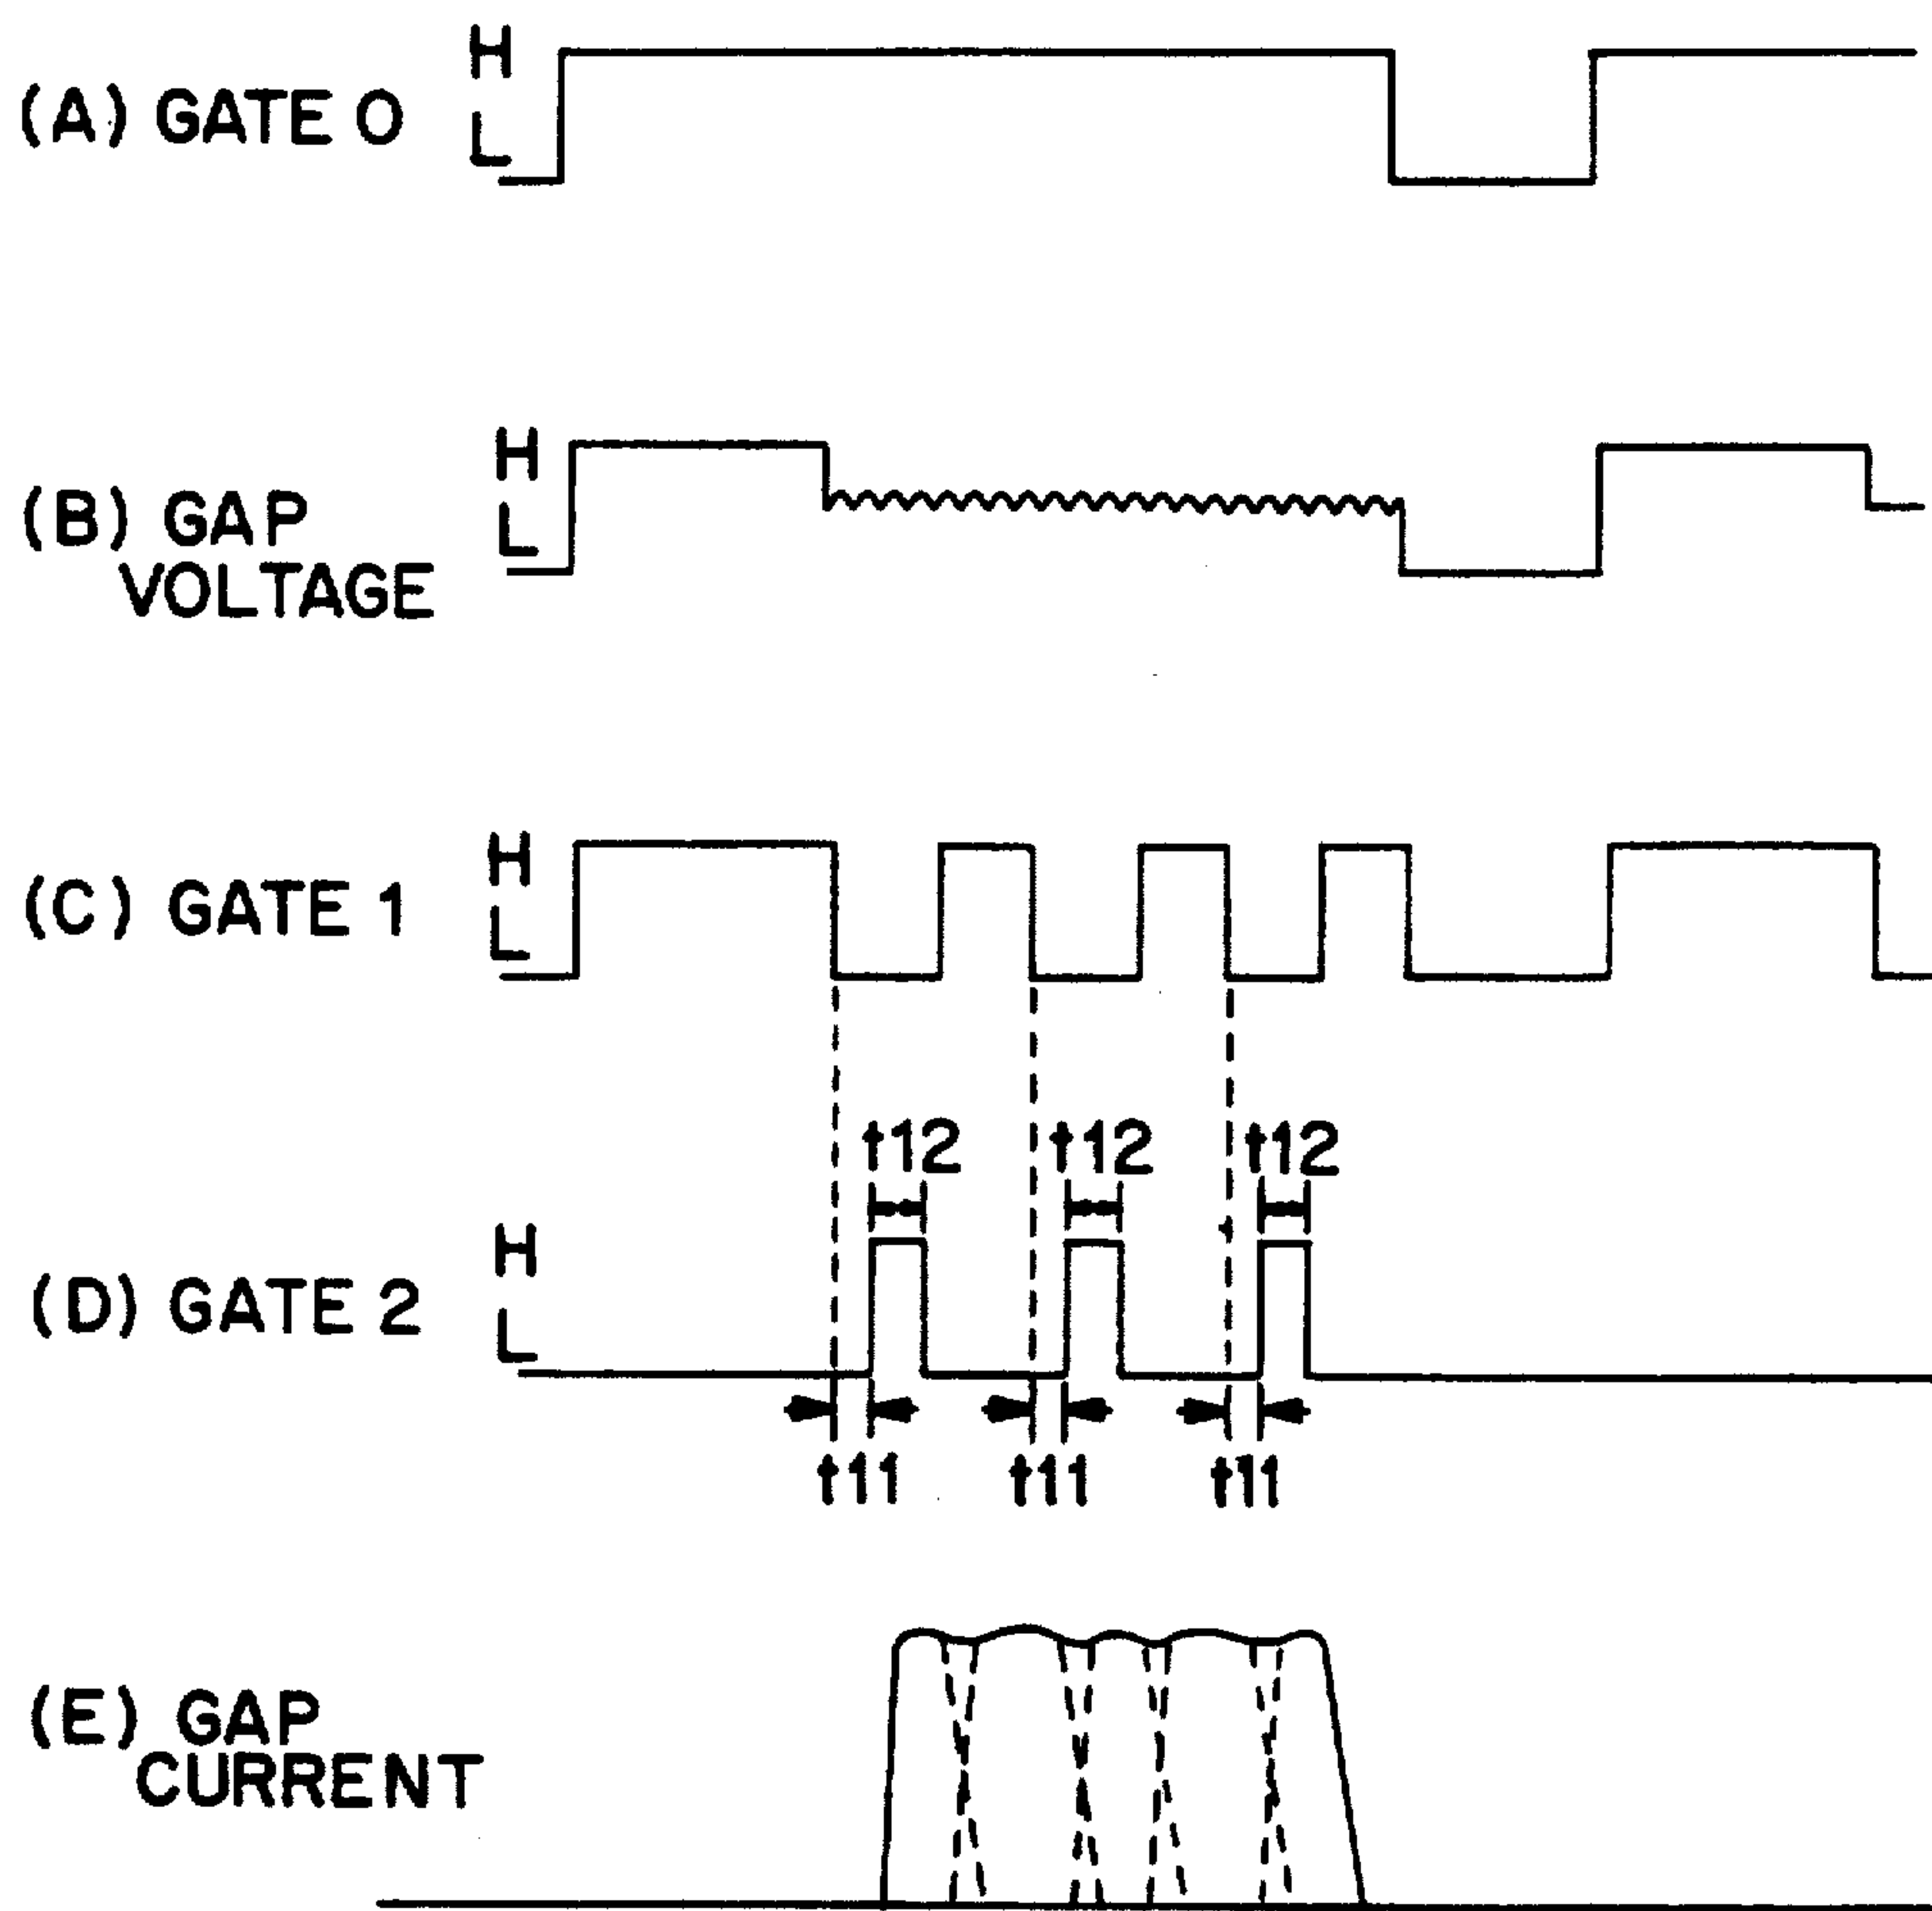 H
(A) GATE 0
L
H
(B) GAP
L
VOLTAGE
H
(C) GATE 1
L
t12 t12 t12
H
(D) GATE 2
L
t11 t11 t11
(E) GAP
CURRENT